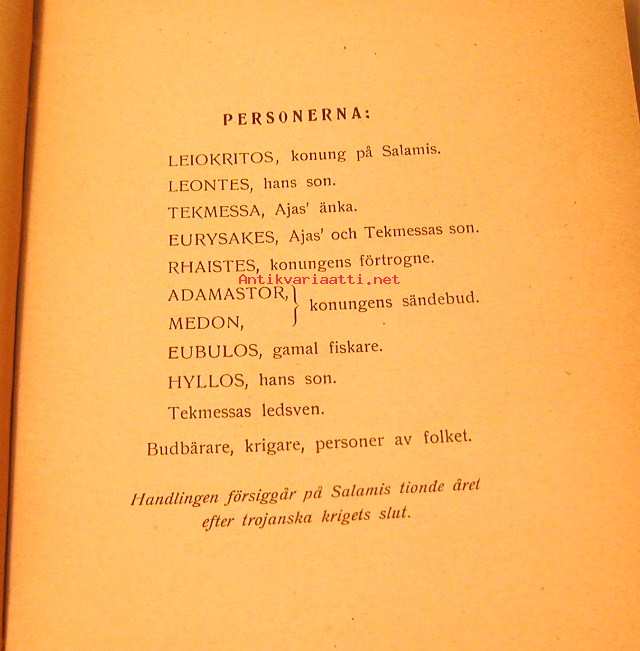 PERSONERNA:
LEIOKRITOS, konung på Salamis.
LEONTES, hans son.
TEKMESSA, Ajas' änka.
EURYSAKES, Ajas' och Tekmessas son.
RHAISTES, konungens förtrogne.
Antikvariaatti.net
ADAMASTOR,
MEDON, } konungens sändebud.
EUBULOS, gamal fiskare.
HYLLOS, hans son.
Tekmessas ledsven.
Budbärare, krigare, personer av folket.
Handlingen försiggår på Salamis tionde året
efter trojanska krigets slut.